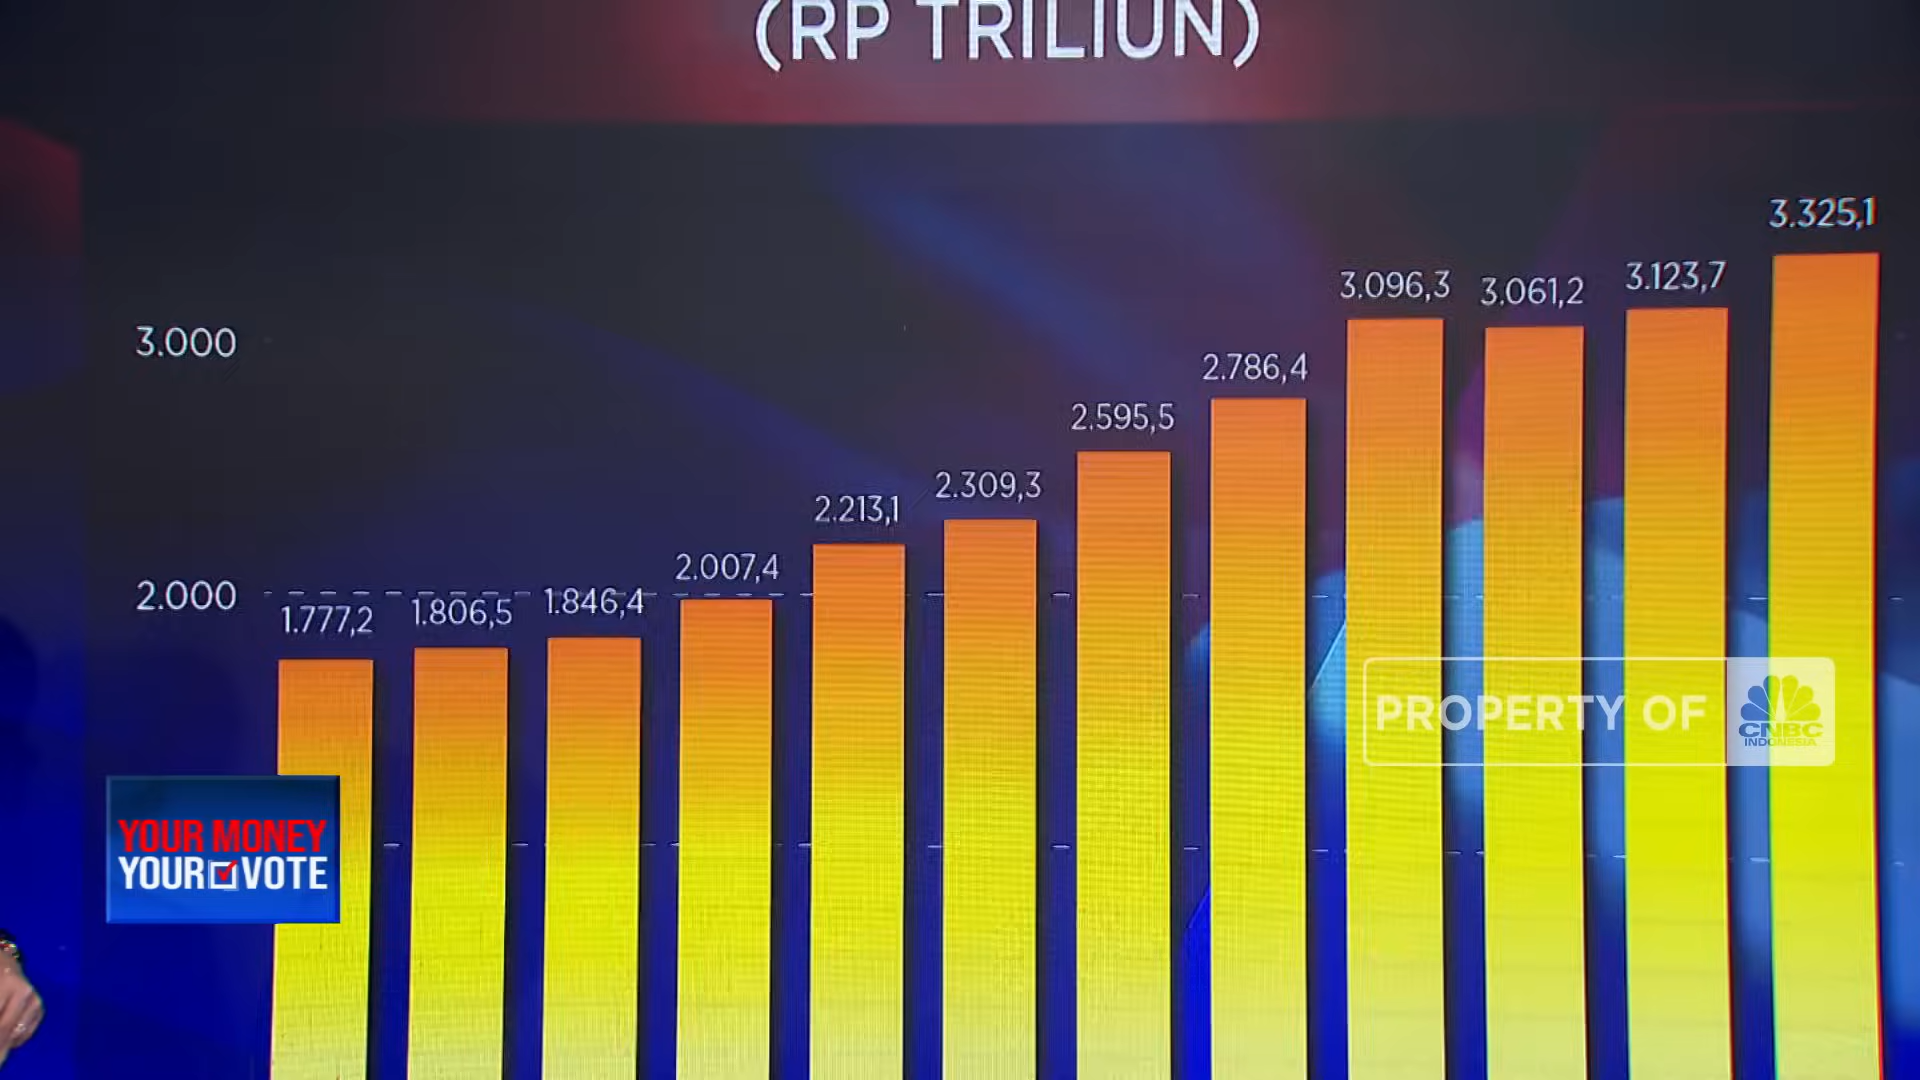 (RP TRILIUN)
3.325,1
3.096,3
3.061,2
3.123,7
3.000
2.786,4
2.595,5
2.309,3
2.213,1
2.007,4
2.000
1.777,2
1.806,5
1.846,4
PROPERTY OF
CNBC
INDONESIA
YOUR MONEY
YOUR VOTE